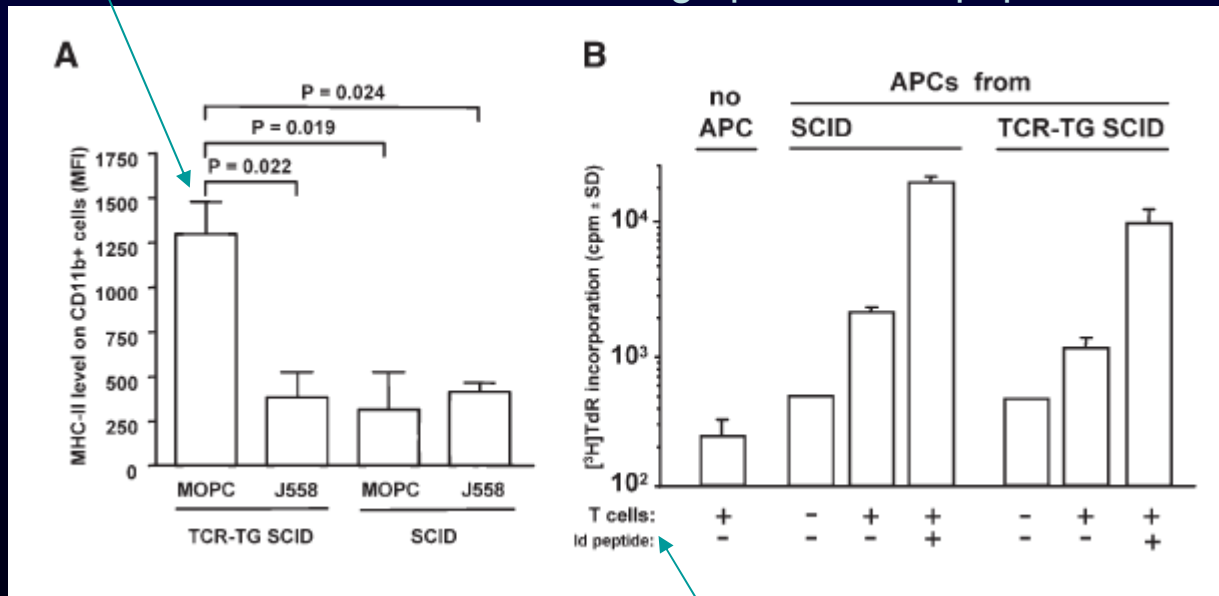 A
P = 0.024
P = 0.019
P = 0.022
MHC-II level on CD11b+ cells (MFI)
1750
1500
1250
1000
750
500
250
0
MOPC J558 MOPC J558
TCR-TG SCID SCID
B
APCs from
no
APC SCID TCR-TG SCID
[³H]TdR incorporation (cpm ± SD)
10⁴
10³
10²
T cells: + - + + - + +
Id peptide: - - - + - - +